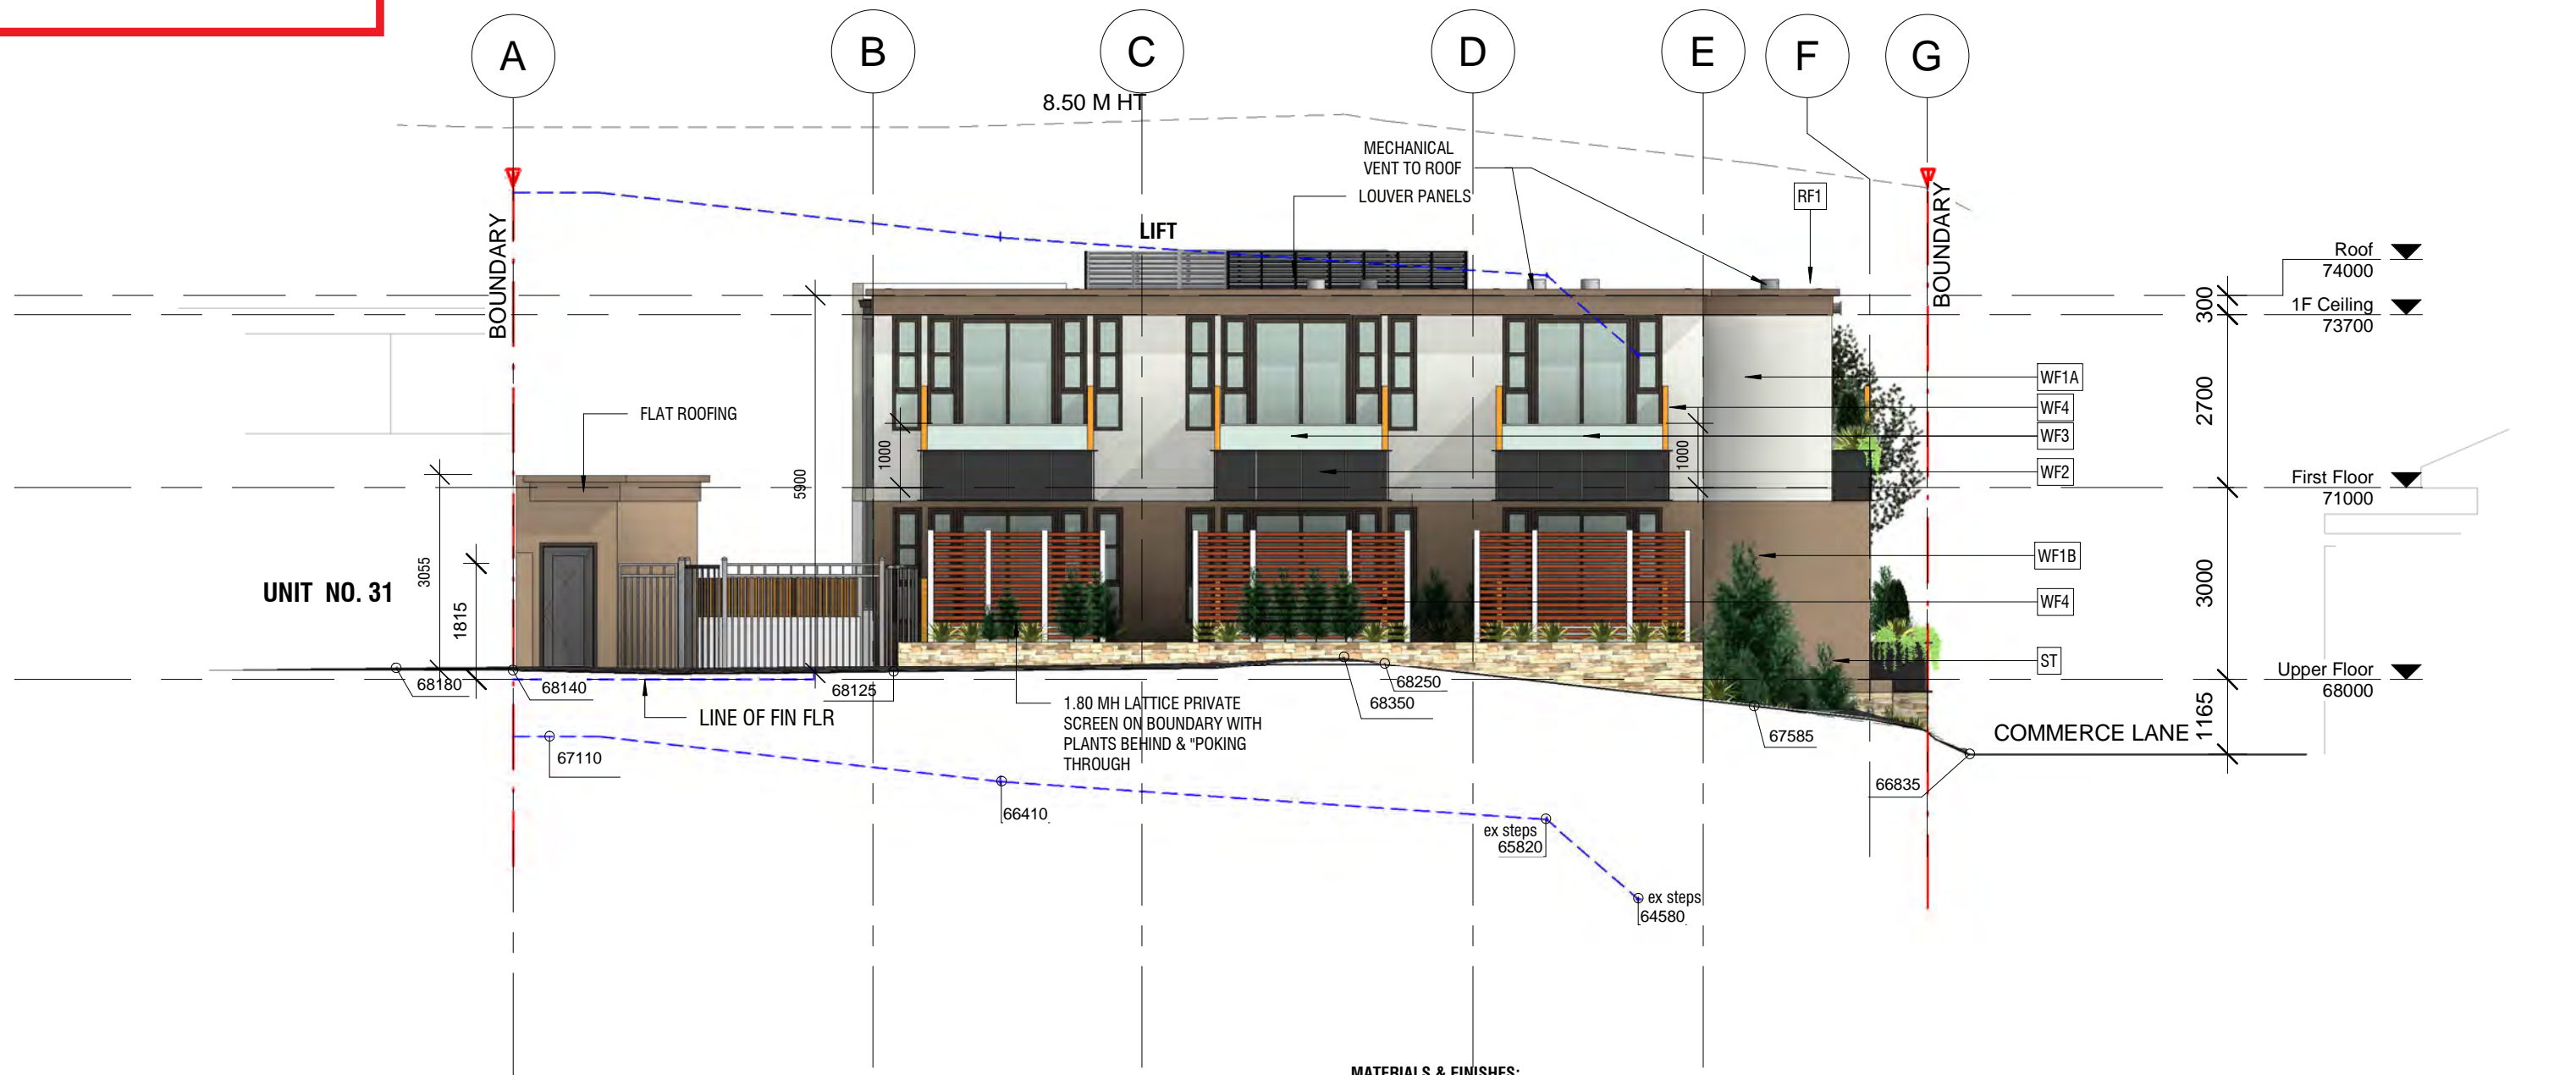 A
B
C
D
E
F
G
8.50 M HT
MECHANICAL
VENT TO ROOF
LOUVER PANELS
RF1
LIFT
BOUNDARY
BOUNDARY
Roof
74000
300
1F Ceiling
73700
WF1A
2700
WF4
FLAT ROOFING
WF3
1000
1000
WF2
5900
First Floor
71000
WF1B
3055
UNIT NO. 31
3000
WF4
1815
ST
68180
68140
68125
68250
68350
Upper Floor
68000
LINE OF FIN FLR
1.80 MH LATTICE PRIVATE
SCREEN ON BOUNDARY WITH
PLANTS BEHIND & "POKING
THROUGH
67585
COMMERCE LANE
1165
67110
66835
66410
ex steps
65820
ex steps
64580
MATERIALS & FINISHES: